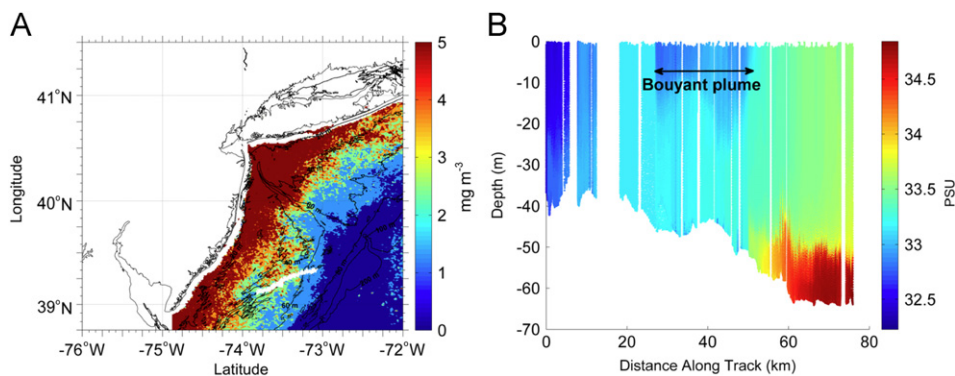 A
41°N
40°N
39°N
-76°W
-75°W
-74°W
-73°W
-72°W
Longitude
Latitude
60 m
5
4
3
2
1
0
mg m⁻³
B
0
-10
-20
-30
-40
-50
-60
-70
0
20
40
60
80
Depth (m)
Distance Along Track (km)
Bouyant plume
34.5
34
33.5
33
32.5
PSU